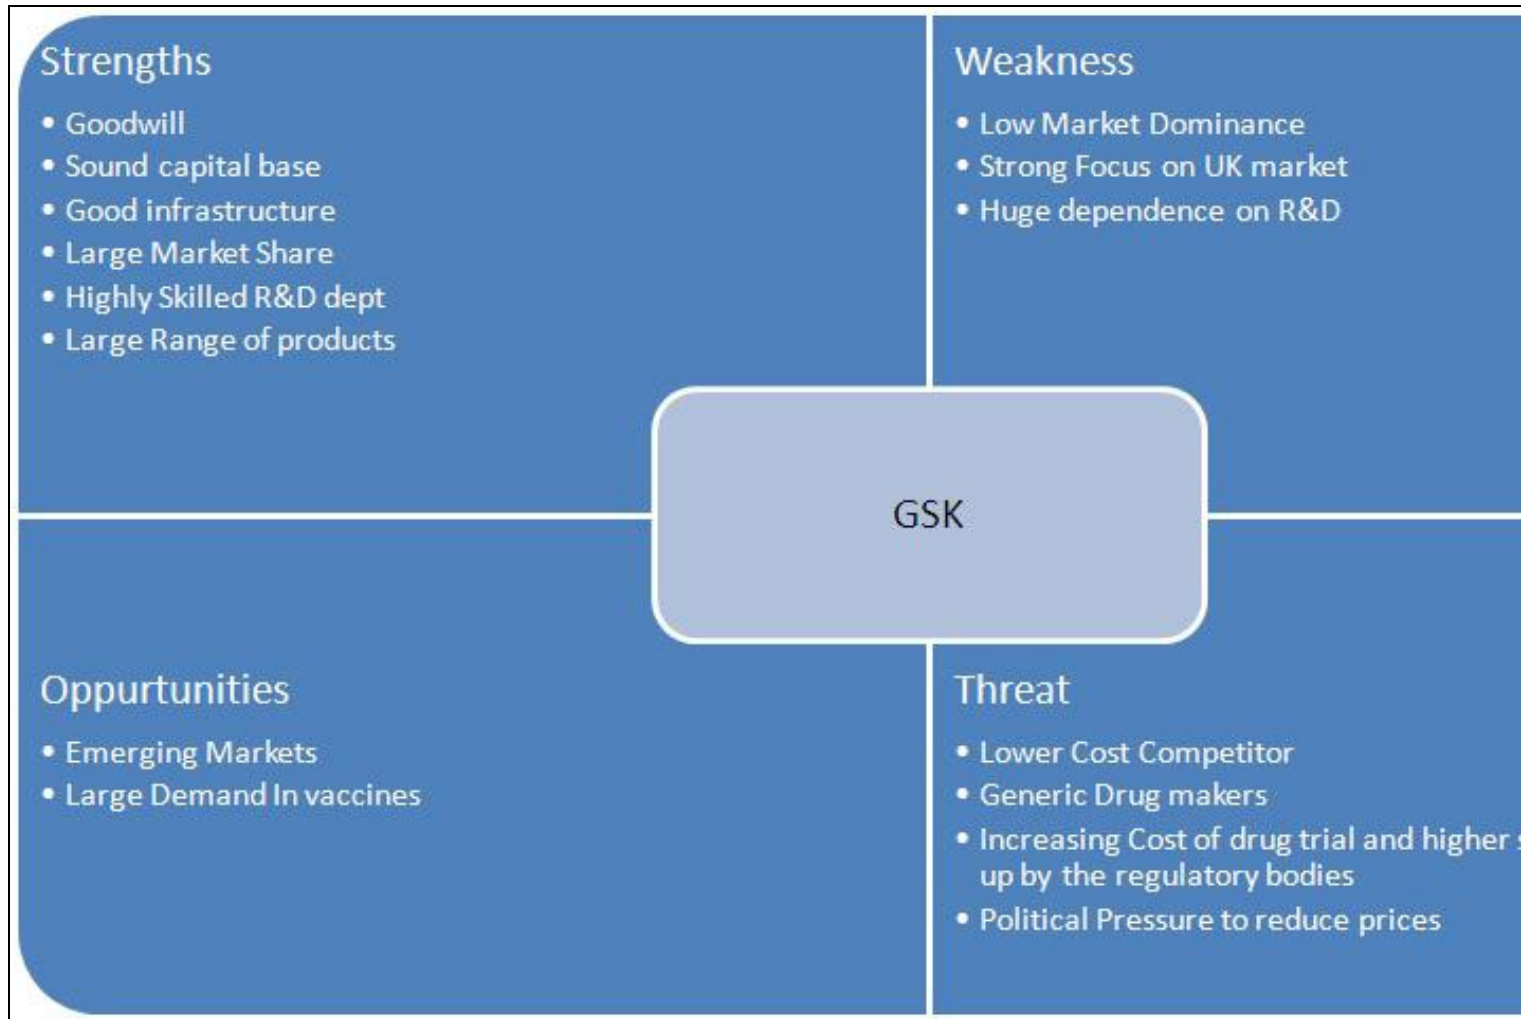 Strengths
• Goodwill
• Sound capital base
• Good infrastructure
• Large Market Share
• Highly Skilled R&D dept
• Large Range of products
Weakness
• Low Market Dominance
• Strong Focus on UK market
• Huge dependence on R&D
GSK
Oppurtunities
• Emerging Markets
• Large Demand In vaccines
Threat
• Lower Cost Competitor
• Generic Drug makers
• Increasing Cost of drug trial and higher
up by the regulatory bodies
• Political Pressure to reduce prices